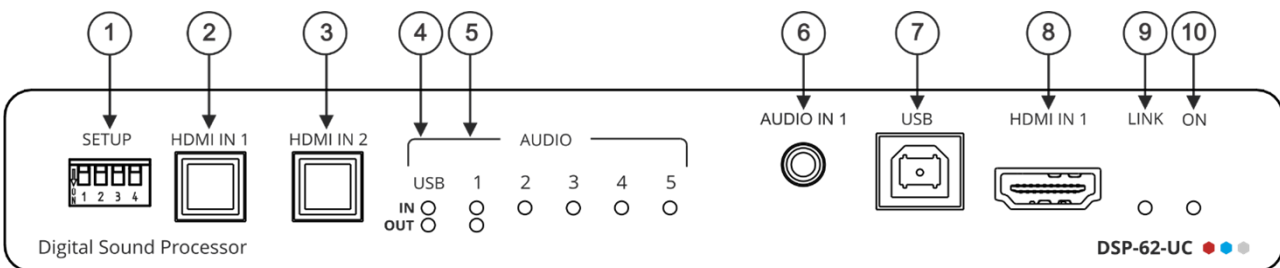 1 2 3 4 5 6 7 8 9 10
SETUP HDMI IN 1 HDMI IN 2 AUDIO AUDIO IN 1 USB HDMI IN 1 LINK ON
USB 1 2 3 4 5
ON
1 2 3 4
IN
OUT
Digital Sound Processor DSP-62-UC